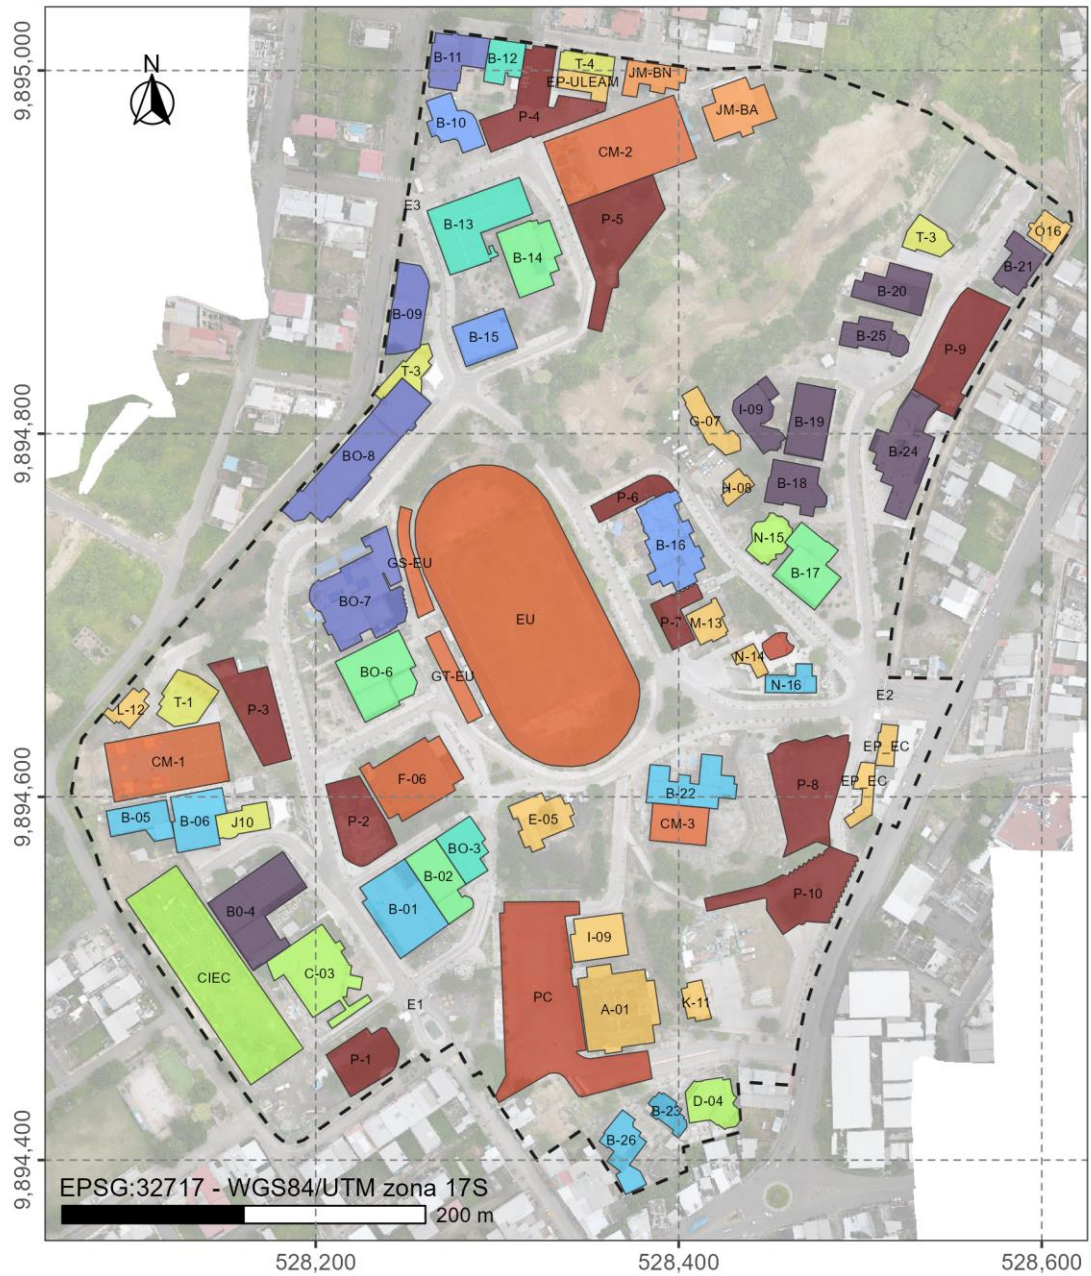 9,895,000
N
B-11
B-12
T-4
EP-ULEAM
JM-BN
JM-BA
B-10
P-4
CM-2
E3
B-13
B-14
P-5
T-3
O16
B-21
B-20
B-09
B-15
B-25
P-9
T-3
9,894,800
G-07
I-09
B-19
B-24
BO-8
H-08
B-18
P-6
B-16
N-15
B-17
GS-EU
BO-7
EU
P-7
M-13
N-14
N-16
E2
BO-6
GT-EU
L-12
T-1
P-3
CM-1
EP_EC
EP_EC
9,894,600
F-06
B-22
P-8
B-05
B-06
J10
P-2
E-05
CM-3
BO-3
B-02
B-01
P-10
B0-4
I-09
C-03
CIEC
PC
A-01
K-11
E1
P-1
D-04
B-23
B-26
9,894,400
EPSG:32717 - WGS84/UTM zona 17S
200 m
528,200
528,400
528,600